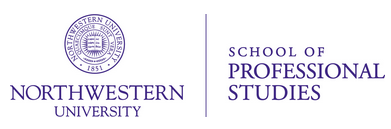 NORTHWESTERN UNIVERSITY
1851
NORTHWESTERN
UNIVERSITY
SCHOOL OF
PROFESSIONAL
STUDIES